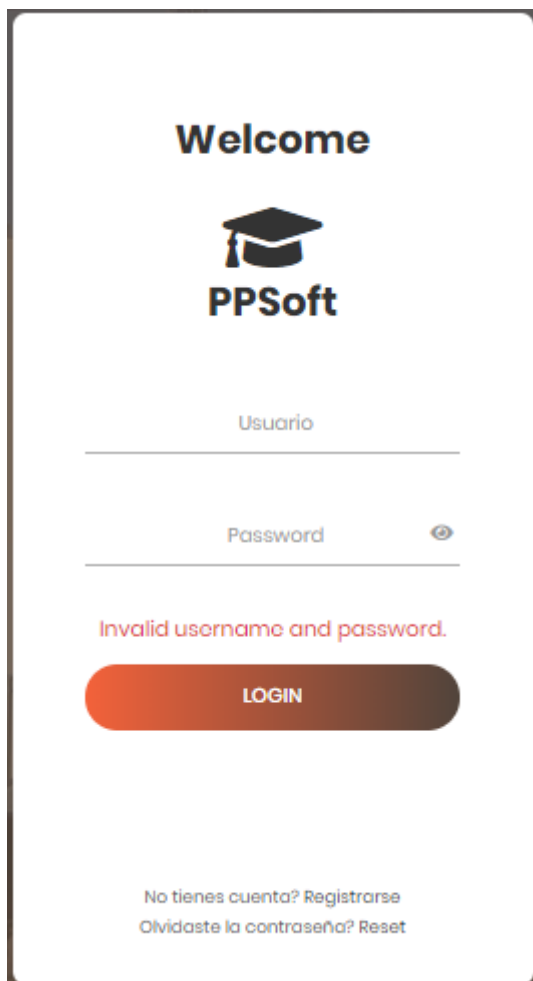 Welcome
PPSoft
Usuario
Password
Invalid username and password.
LOGIN
No tienes cuenta? Registrarse
Olvidaste la contraseña? Reset